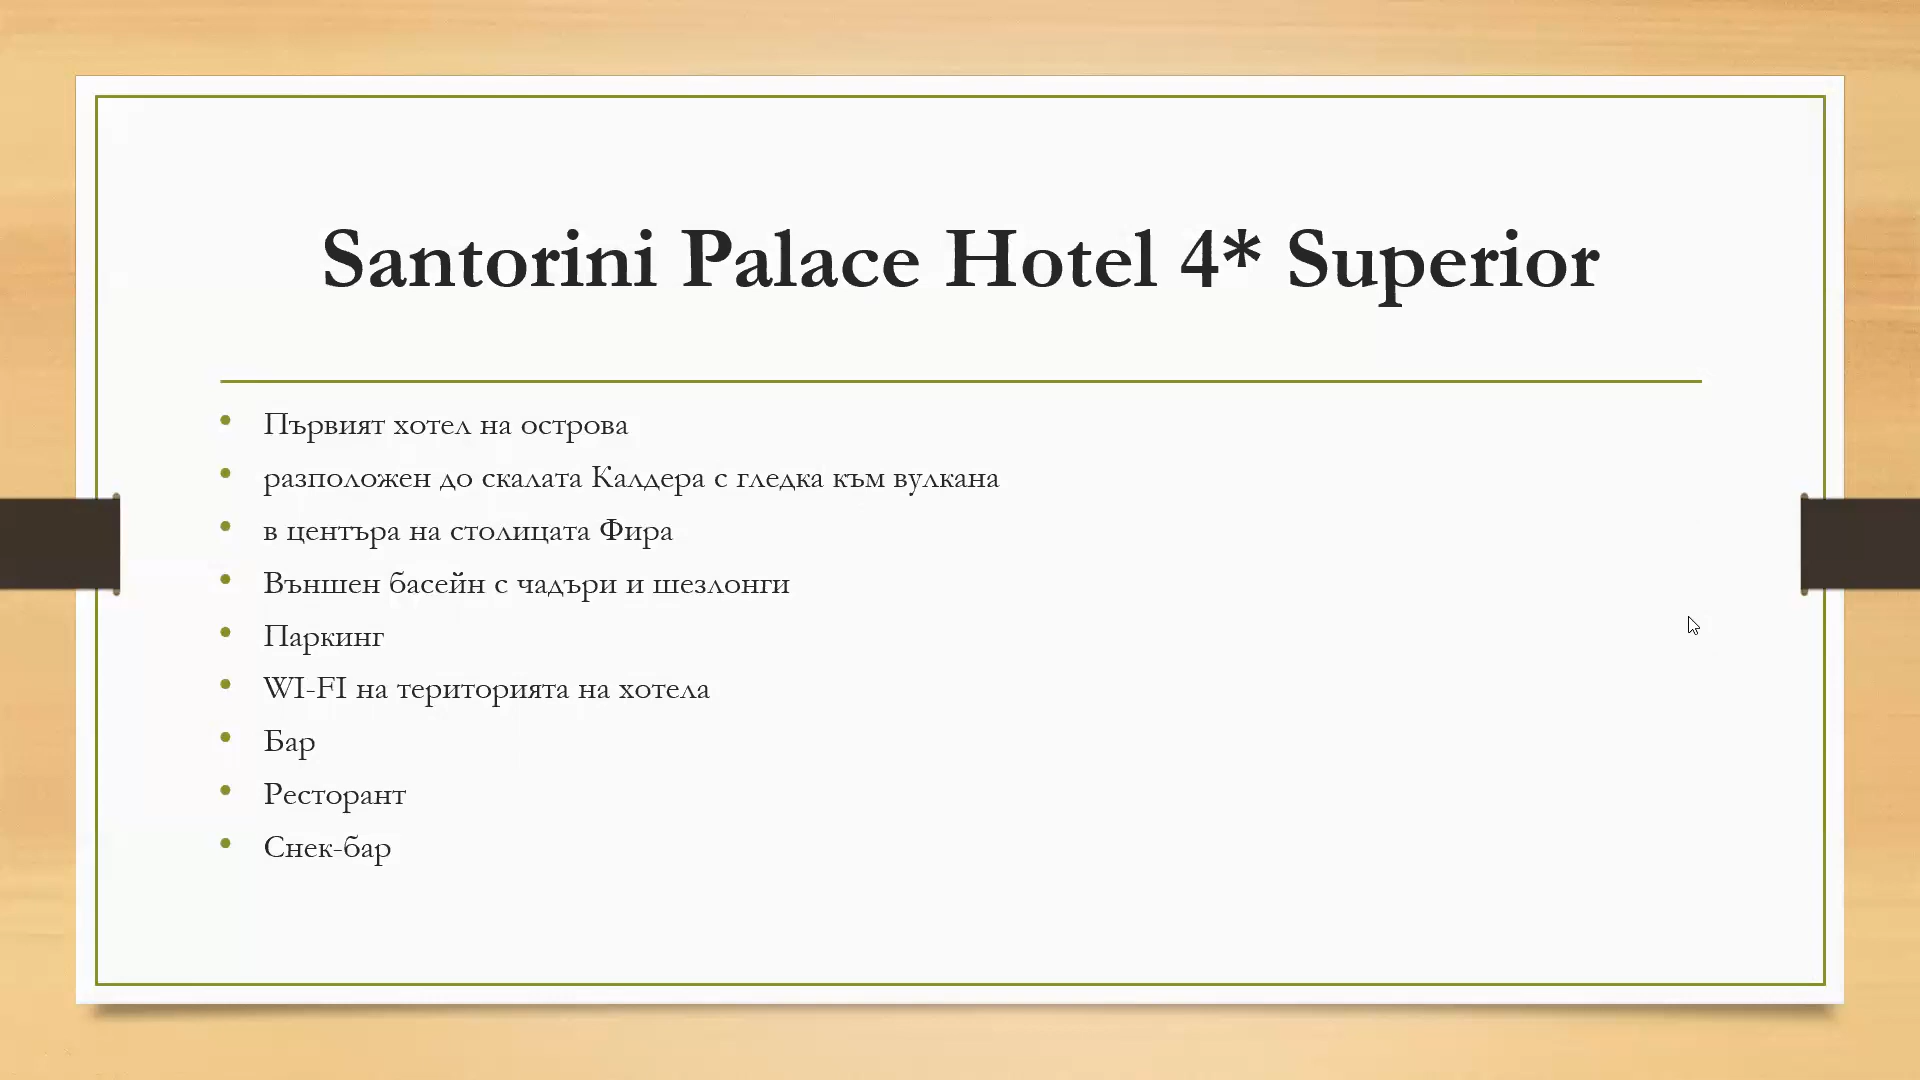 Santorini Palace Hotel 4* Superior
Първият хотел на острова
разположен до скалата Калдера с гледка към вулкана
в центъра на столицата Фира
Външен басейн с чадъри и шезлонги
Паркинг
WI-FI на територията на хотела
Бар
Ресторант
Снек-бар